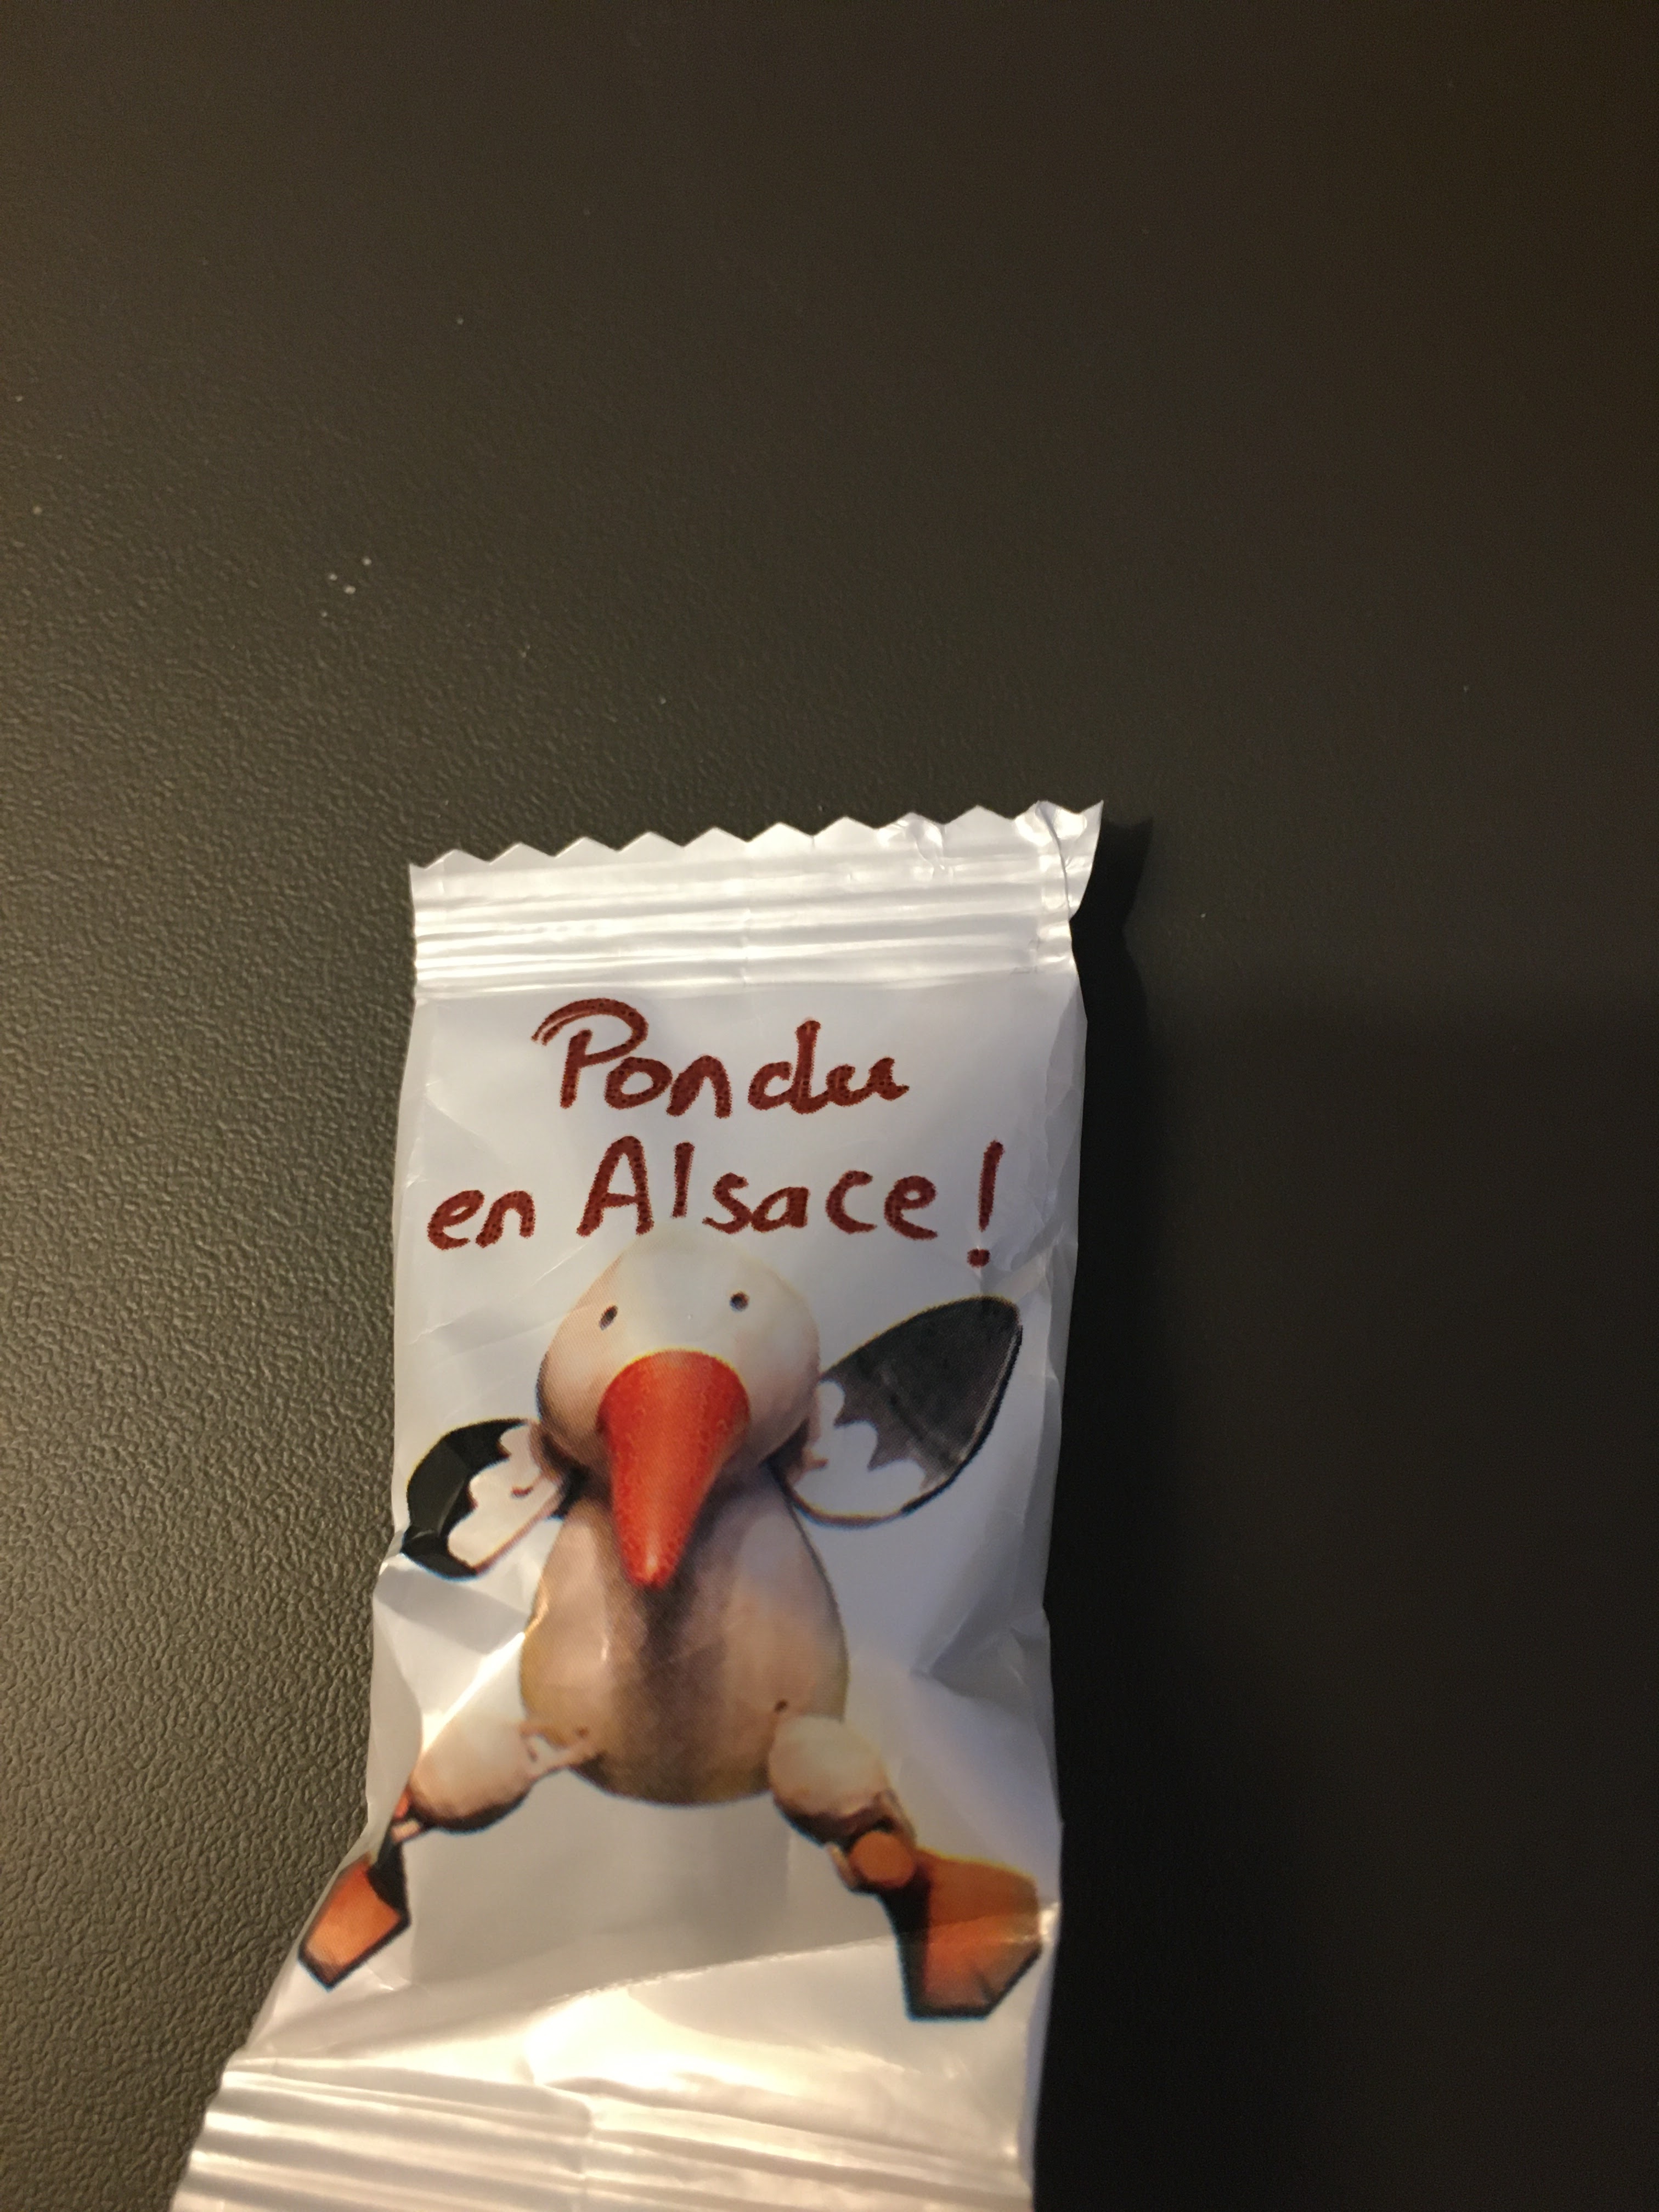 Pondu
en Alsace!